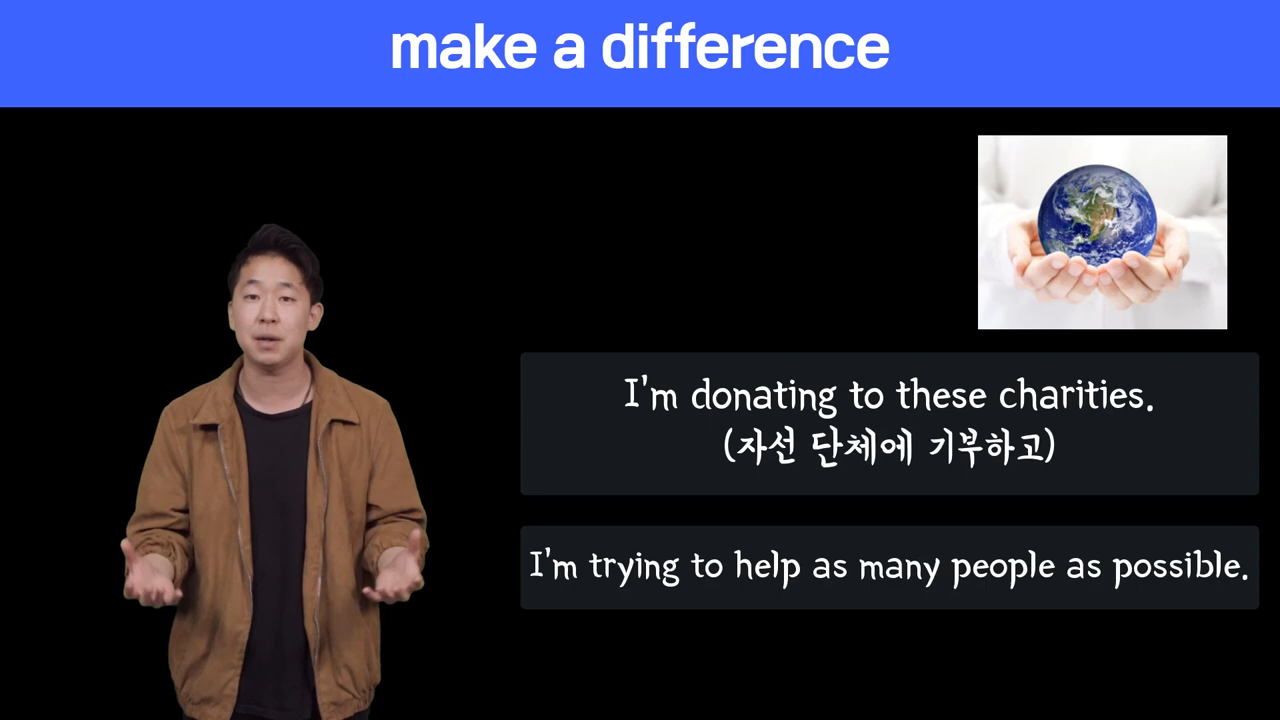 make a difference
I'm donating to these charities.
(자선 단체에 기부하고)
I'm trying to help as many people as possible.